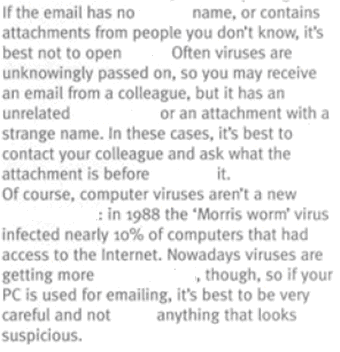 If the email has no name, or contains
attachments from people you don't know, it's
best not to open Often viruses are
unknowingly passed on, so you may receive
an email from a colleague, but it has an
unrelated or an attachment with a
strange name. In these cases, it's best to
contact your colleague and ask what the
attachment is before it.
Of course, computer viruses aren't a new
: in 1988 the 'Morris worm' virus
infected nearly 10% of computers that had
access to the Internet. Nowadays viruses are
getting more , though, so if your
PC is used for emailing, it's best to be very
careful and not anything that looks
suspicious.